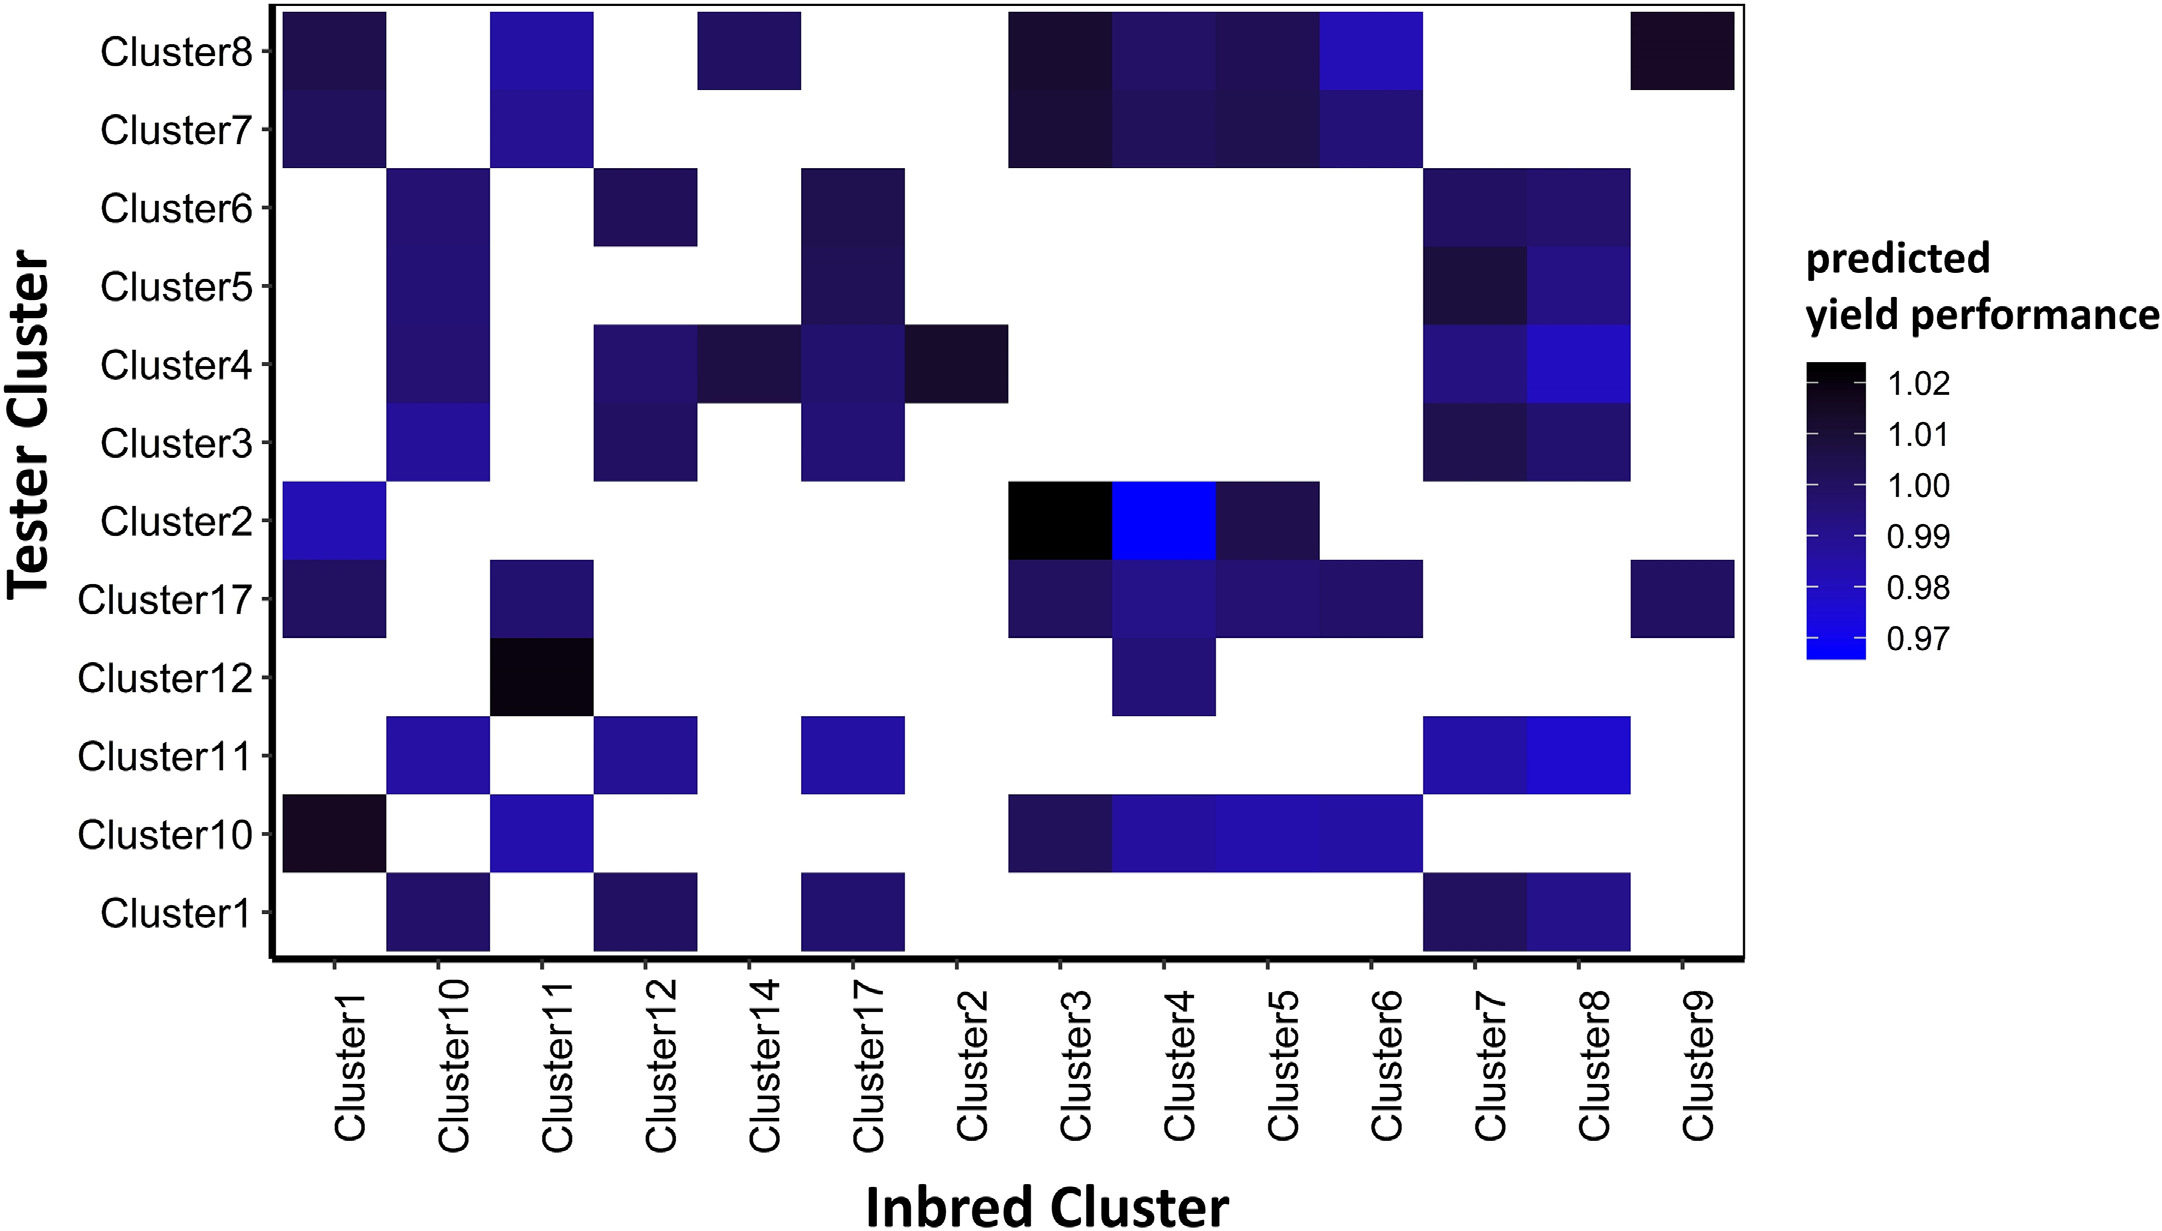 Tester Cluster
Cluster8
Cluster7
Cluster6
Cluster5
Cluster4
Cluster3
Cluster2
Cluster17
Cluster12
Cluster11
Cluster10
Cluster1
Cluster1
Cluster10
Cluster11
Cluster12
Cluster14
Cluster17
Cluster2
Cluster3
Cluster4
Cluster5
Cluster6
Cluster7
Cluster8
Cluster9
Inbred Cluster
predicted
yield performance
1.02
1.01
1.00
0.99
0.98
0.97